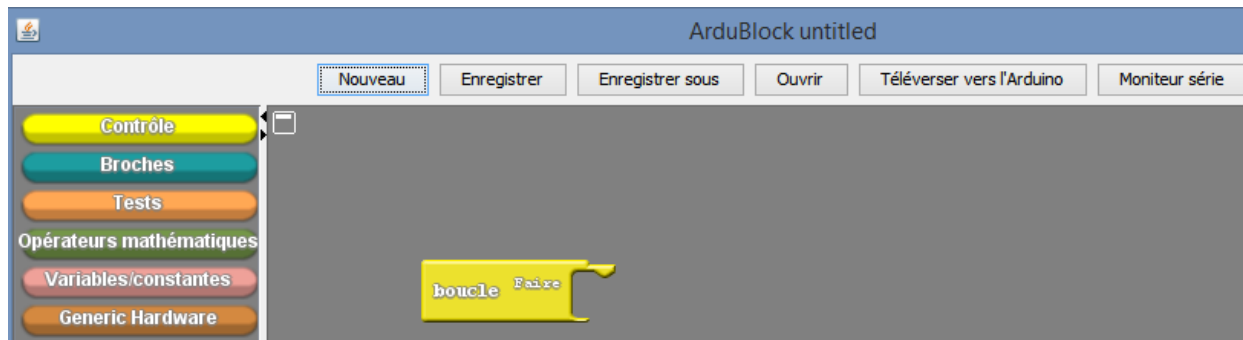 ArduBlock untitled
Nouveau Enregistrer Enregistrer sous Ouvrir Téléverser vers l'Arduino Moniteur série
Contrôle
Broches
Tests
Opérateurs mathématiques
Variables/constantes
Generic Hardware
boucle Faire